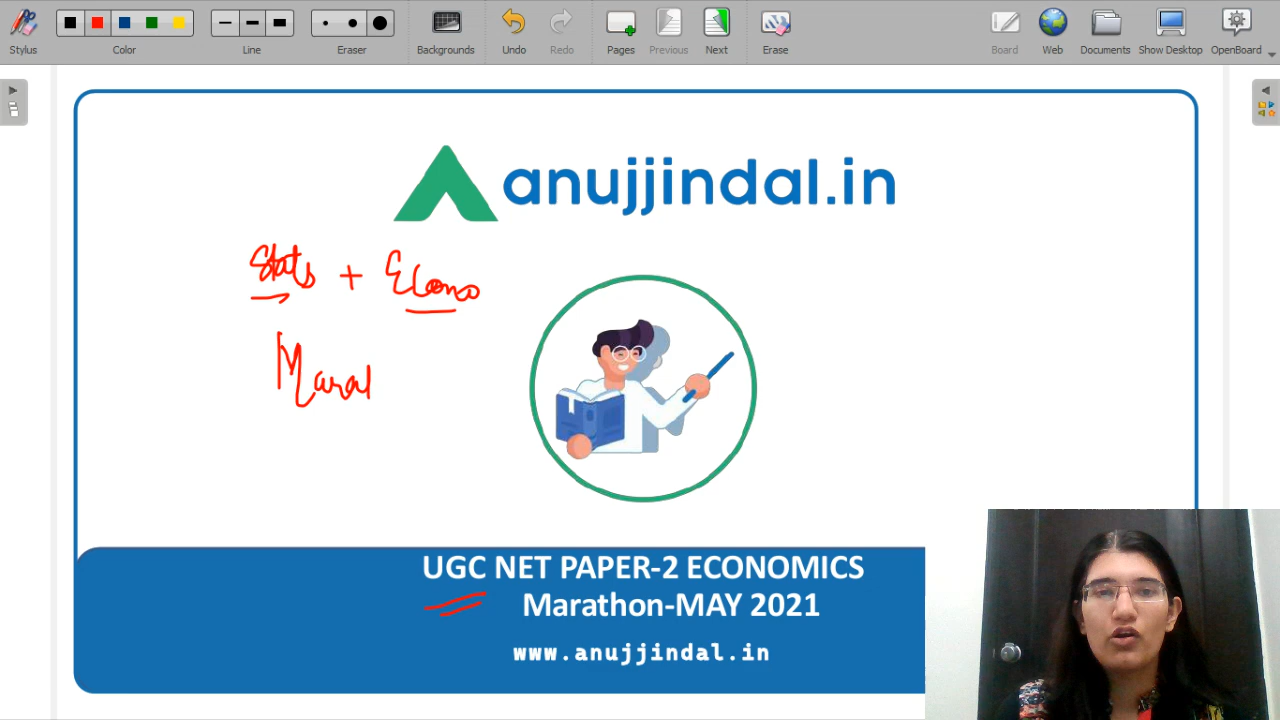 Stylus Color Line Eraser Backgrounds Undo Redo Pages Previous Next Erase Board Web Documents Show Desktop OpenBoard
anujjindal.in
Stats + Econo
Marat
UGC NET PAPER-2 ECONOMICS
Marathon-MAY 2021
www.anujjindal.in